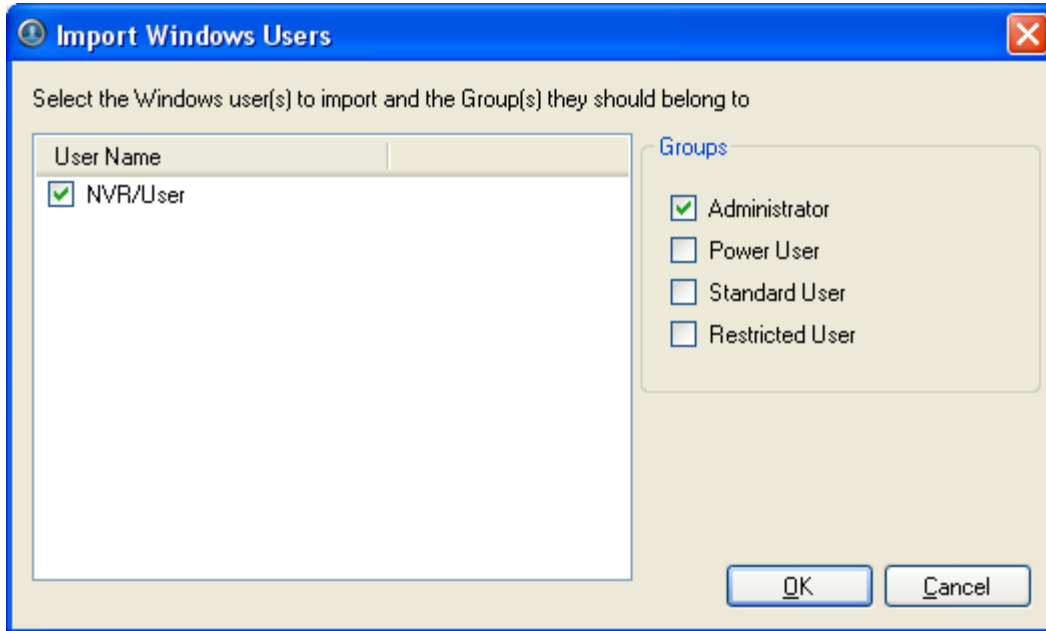 Import Windows Users
Select the Windows user(s) to import and the Group(s) they should belong to
User Name
NVR/User
Groups
Administrator
Power User
Standard User
Restricted User
OK
Cancel